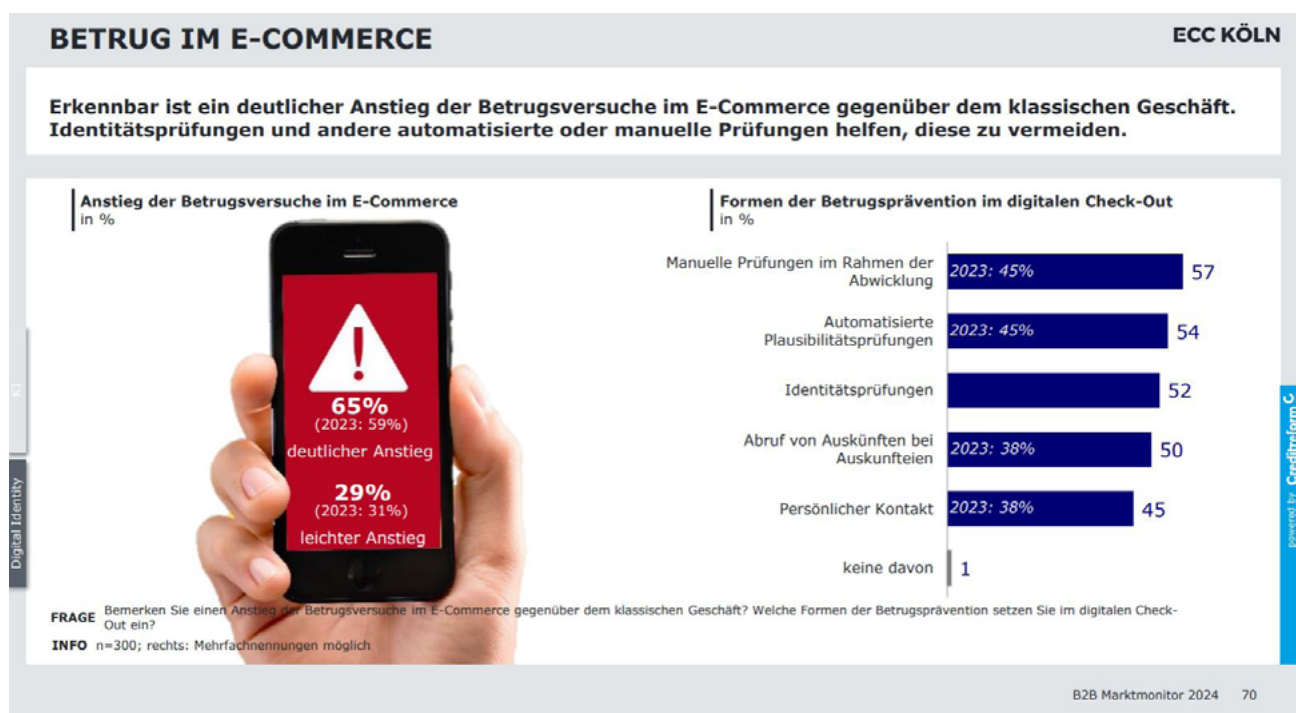 BETRUG IM E-COMMERCE
ECC KÖLN
Erkennbar ist ein deutlicher Anstieg der Betrugsversuche im E-Commerce gegenüber dem klassischen Geschäft.
Identitätsprüfungen und andere automatisierte oder manuelle Prüfungen helfen, diese zu vermeiden.
Anstieg der Betrugsversuche im E-Commerce
in %
65%
(2023: 59%)
deutlicher Anstieg
29%
(2023: 31%)
leichter Anstieg
Formen der Betrugsprävention im digitalen Check-Out
in %
Manuelle Prüfungen im Rahmen der
Abwicklung
2023: 45%
57
Automatisierte
Plausibilitätsprüfungen
2023: 45%
54
Identitätsprüfungen
52
Abruf von Auskünften bei
Auskunfteien
2023: 38%
50
Persönlicher Kontakt
2023: 38%
45
keine davon
1
KI
Digital Identity
powered by Creditreform
FRAGE Bemerken Sie einen Anstieg der Betrugsversuche im E-Commerce gegenüber dem klassischen Geschäft? Welche Formen der Betrugsprävention setzen Sie im digitalen Check-
Out ein?
INFO n=300; rechts: Mehrfachnennungen möglich
B2B Marktmonitor 2024 70